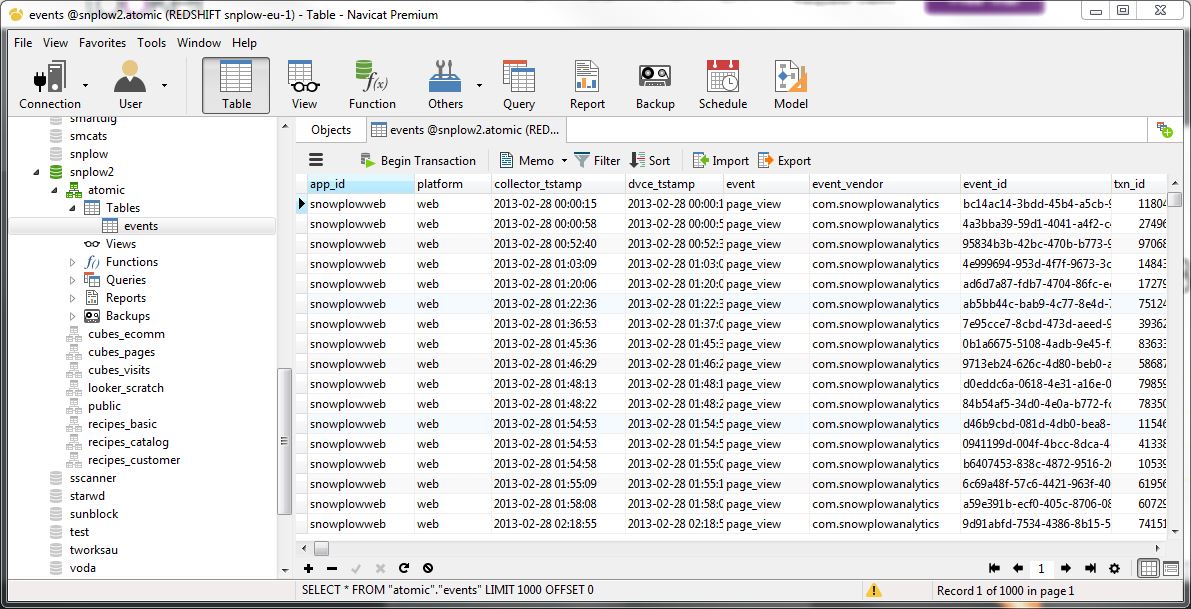 events @snplow2.atomic (REDSHIFT snplow-eu-1) - Table - Navicat Premium
File View Favorites Tools Window Help
Connection User Table View Function Others Query Report Backup Schedule Model
smartdig
smcats
snplow
snplow2
atomic
Tables
events
Views
Functions
Queries
Reports
Backups
cubes_ecomm
cubes_pages
cubes_visits
looker_scratch
public
recipes_basic
recipes_catalog
recipes_customer
sscanner
starwd
sunblock
test
tworksau
voda
Objects events @snplow2.atomic (RED...
Begin Transaction Memo Filter Sort Import Export
app_id platform collector_tstamp dvce_tstamp event event_vendor event_id txn_id
snowplowweb web 2013-02-28 00:00:15 2013-02-28 00:00:1 page_view com.snowplowanalytics bc14ac14-3bdd-45b4-a5cb-9 11804
snowplowweb web 2013-02-28 00:00:58 2013-02-28 00:00:5 page_view com.snowplowanalytics 4a3bba39-59d1-4041-a4f2-c 27496
snowplowweb web 2013-02-28 00:52:40 2013-02-28 00:52:3 page_view com.snowplowanalytics 95834b3b-42bc-470b-b773-9 97068
snowplowweb web 2013-02-28 01:03:09 2013-02-28 01:03:0 page_view com.snowplowanalytics 4e999694-953d-4f7f-9673-3c 14843
snowplowweb web 2013-02-28 01:20:06 2013-02-28 01:20:0 page_view com.snowplowanalytics ad6d7a87-fdb7-4704-86fc-e 17279
snowplowweb web 2013-02-28 01:22:36 2013-02-28 01:22:3 page_view com.snowplowanalytics ab5bb44c-bab9-4c77-8e4d-7 75124
snowplowweb web 2013-02-28 01:36:53 2013-02-28 01:37:0 page_view com.snowplowanalytics 7e95cce7-8cbd-473d-aeed-9 39362
snowplowweb web 2013-02-28 01:45:36 2013-02-28 01:45:3 page_view com.snowplowanalytics 0b1a6675-5108-4adb-9e45-f 83633
snowplowweb web 2013-02-28 01:46:29 2013-02-28 01:46:2 page_view com.snowplowanalytics 9713eb24-626c-4d80-beb0-a 58687
snowplowweb web 2013-02-28 01:48:13 2013-02-28 01:48:1 page_view com.snowplowanalytics d0eddc6a-0618-4e31-a16e-0 79859
snowplowweb web 2013-02-28 01:48:22 2013-02-28 01:48:2 page_view com.snowplowanalytics 84b54af5-34d0-4e0a-b772-fc 78350
snowplowweb web 2013-02-28 01:54:53 2013-02-28 01:54:5 page_view com.snowplowanalytics d46b9cbd-081d-4db0-bea8- 11546
snowplowweb web 2013-02-28 01:54:53 2013-02-28 01:54:5 page_view com.snowplowanalytics 0941199d-004f-4bcc-8dca-4 41338
snowplowweb web 2013-02-28 01:54:58 2013-02-28 01:55:0 page_view com.snowplowanalytics b6407453-838c-4872-9516-2 10539
snowplowweb web 2013-02-28 01:55:09 2013-02-28 01:55:1 page_view com.snowplowanalytics 6c69a48f-57c6-4421-963f-40 61956
snowplowweb web 2013-02-28 01:58:08 2013-02-28 01:58:0 page_view com.snowplowanalytics a59e391b-ecf0-405c-8706-08 60729
snowplowweb web 2013-02-28 02:18:55 2013-02-28 02:18:5 page_view com.snowplowanalytics 9d91abfd-7534-4386-8b15-5 74151
1
SELECT * FROM "atomic"."events" LIMIT 1000 OFFSET 0 Record 1 of 1000 in page 1